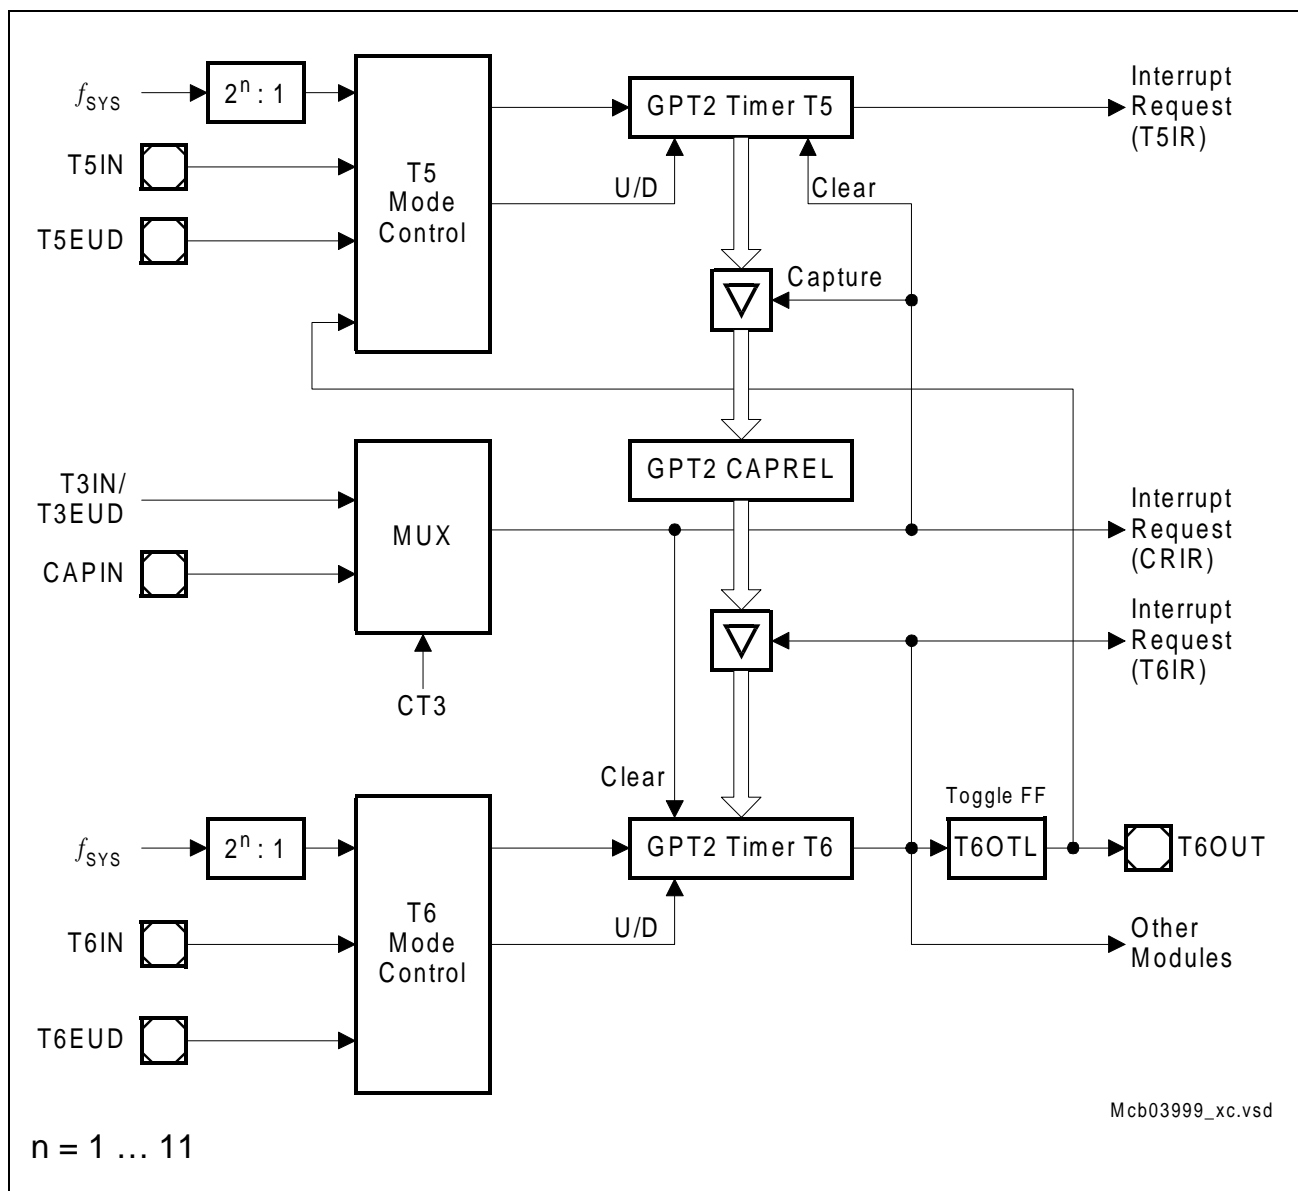 fSYS
2n : 1
T5IN
T5EUD
T5
Mode
Control
GPT2 Timer T5
U/D
Clear
Interrupt
Request
(T5IR)
Capture
T3IN/
T3EUD
CAPIN
MUX
CT3
GPT2 CAPREL
Interrupt
Request
(CRIR)
Interrupt
Request
(T6IR)
Clear
fSYS
2n : 1
T6IN
T6EUD
T6
Mode
Control
GPT2 Timer T6
U/D
Toggle FF
T6OTL
T6OUT
Other
Modules
Mcb03999_xc.vsd
n = 1 ... 11